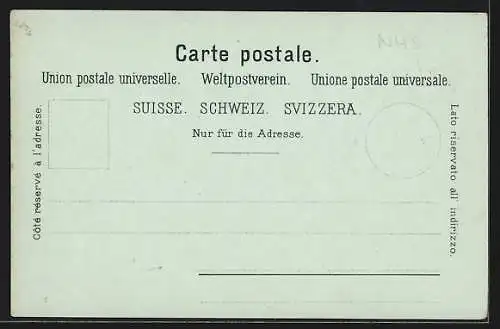 Carte postale.
Union postale universelle. Weltpostverein. Unione postale universale.
SUISSE. SCHWEIZ. SVIZZERA.
Nur für die Adresse.
Côté réservé à l'adresse.
Lato riservato all' indirizzo.